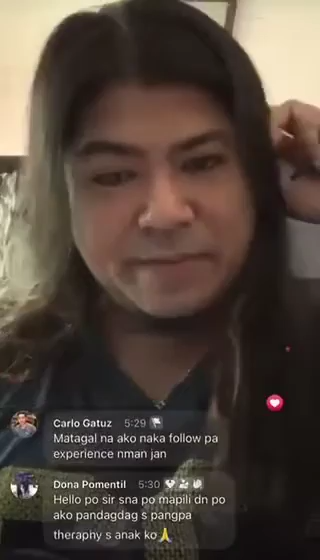 Carlo Gatuz 5:29
Matagal na ako naka follow pa
experience nman jan
Dona Pomentil 5:30
Hello po sir sna po mapili dn po
ako pandagdag s pangpa
theraphy s anak ko🙏